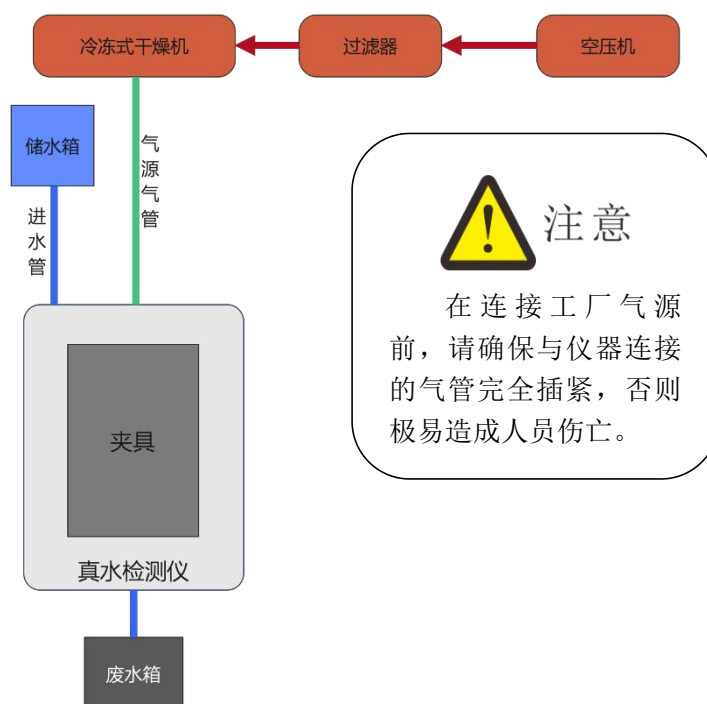 冷冻式干燥机
过滤器
空压机
储水箱
气源气管
进水管
注意
在连接工厂气源
前，请确保与仪器连接
的气管完全插紧，否则
极易造成人员伤亡。
夹具
真水检测仪
废水箱